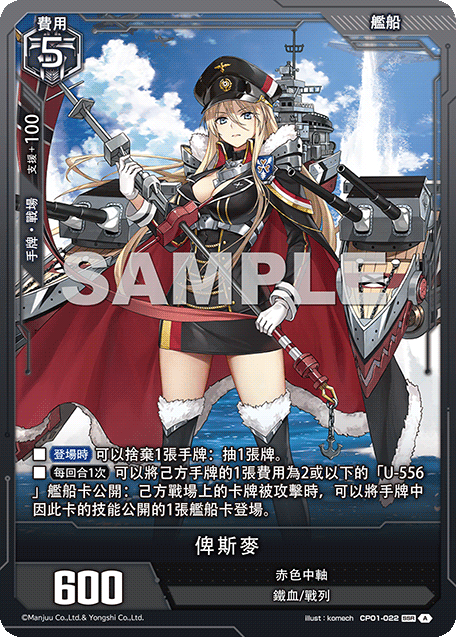 費用
5
艦船
手牌・戰場 支援+100
SAMPLE
■ 登場時 可以捨棄1張手牌：抽1張牌。
■ 每回合1次 可以將己方手牌的1張費用為2或以下的「U-556
」艦船卡公開：己方戰場上的卡牌被攻擊時，可以將手牌中
因此卡的技能公開的1張艦船卡登場。
俾斯麥
600
赤色中軸
鐵血/戰列
©Manjuu Co.,Ltd.& Yongshi Co.,Ltd.
illust : komech CP01-022 SSR A